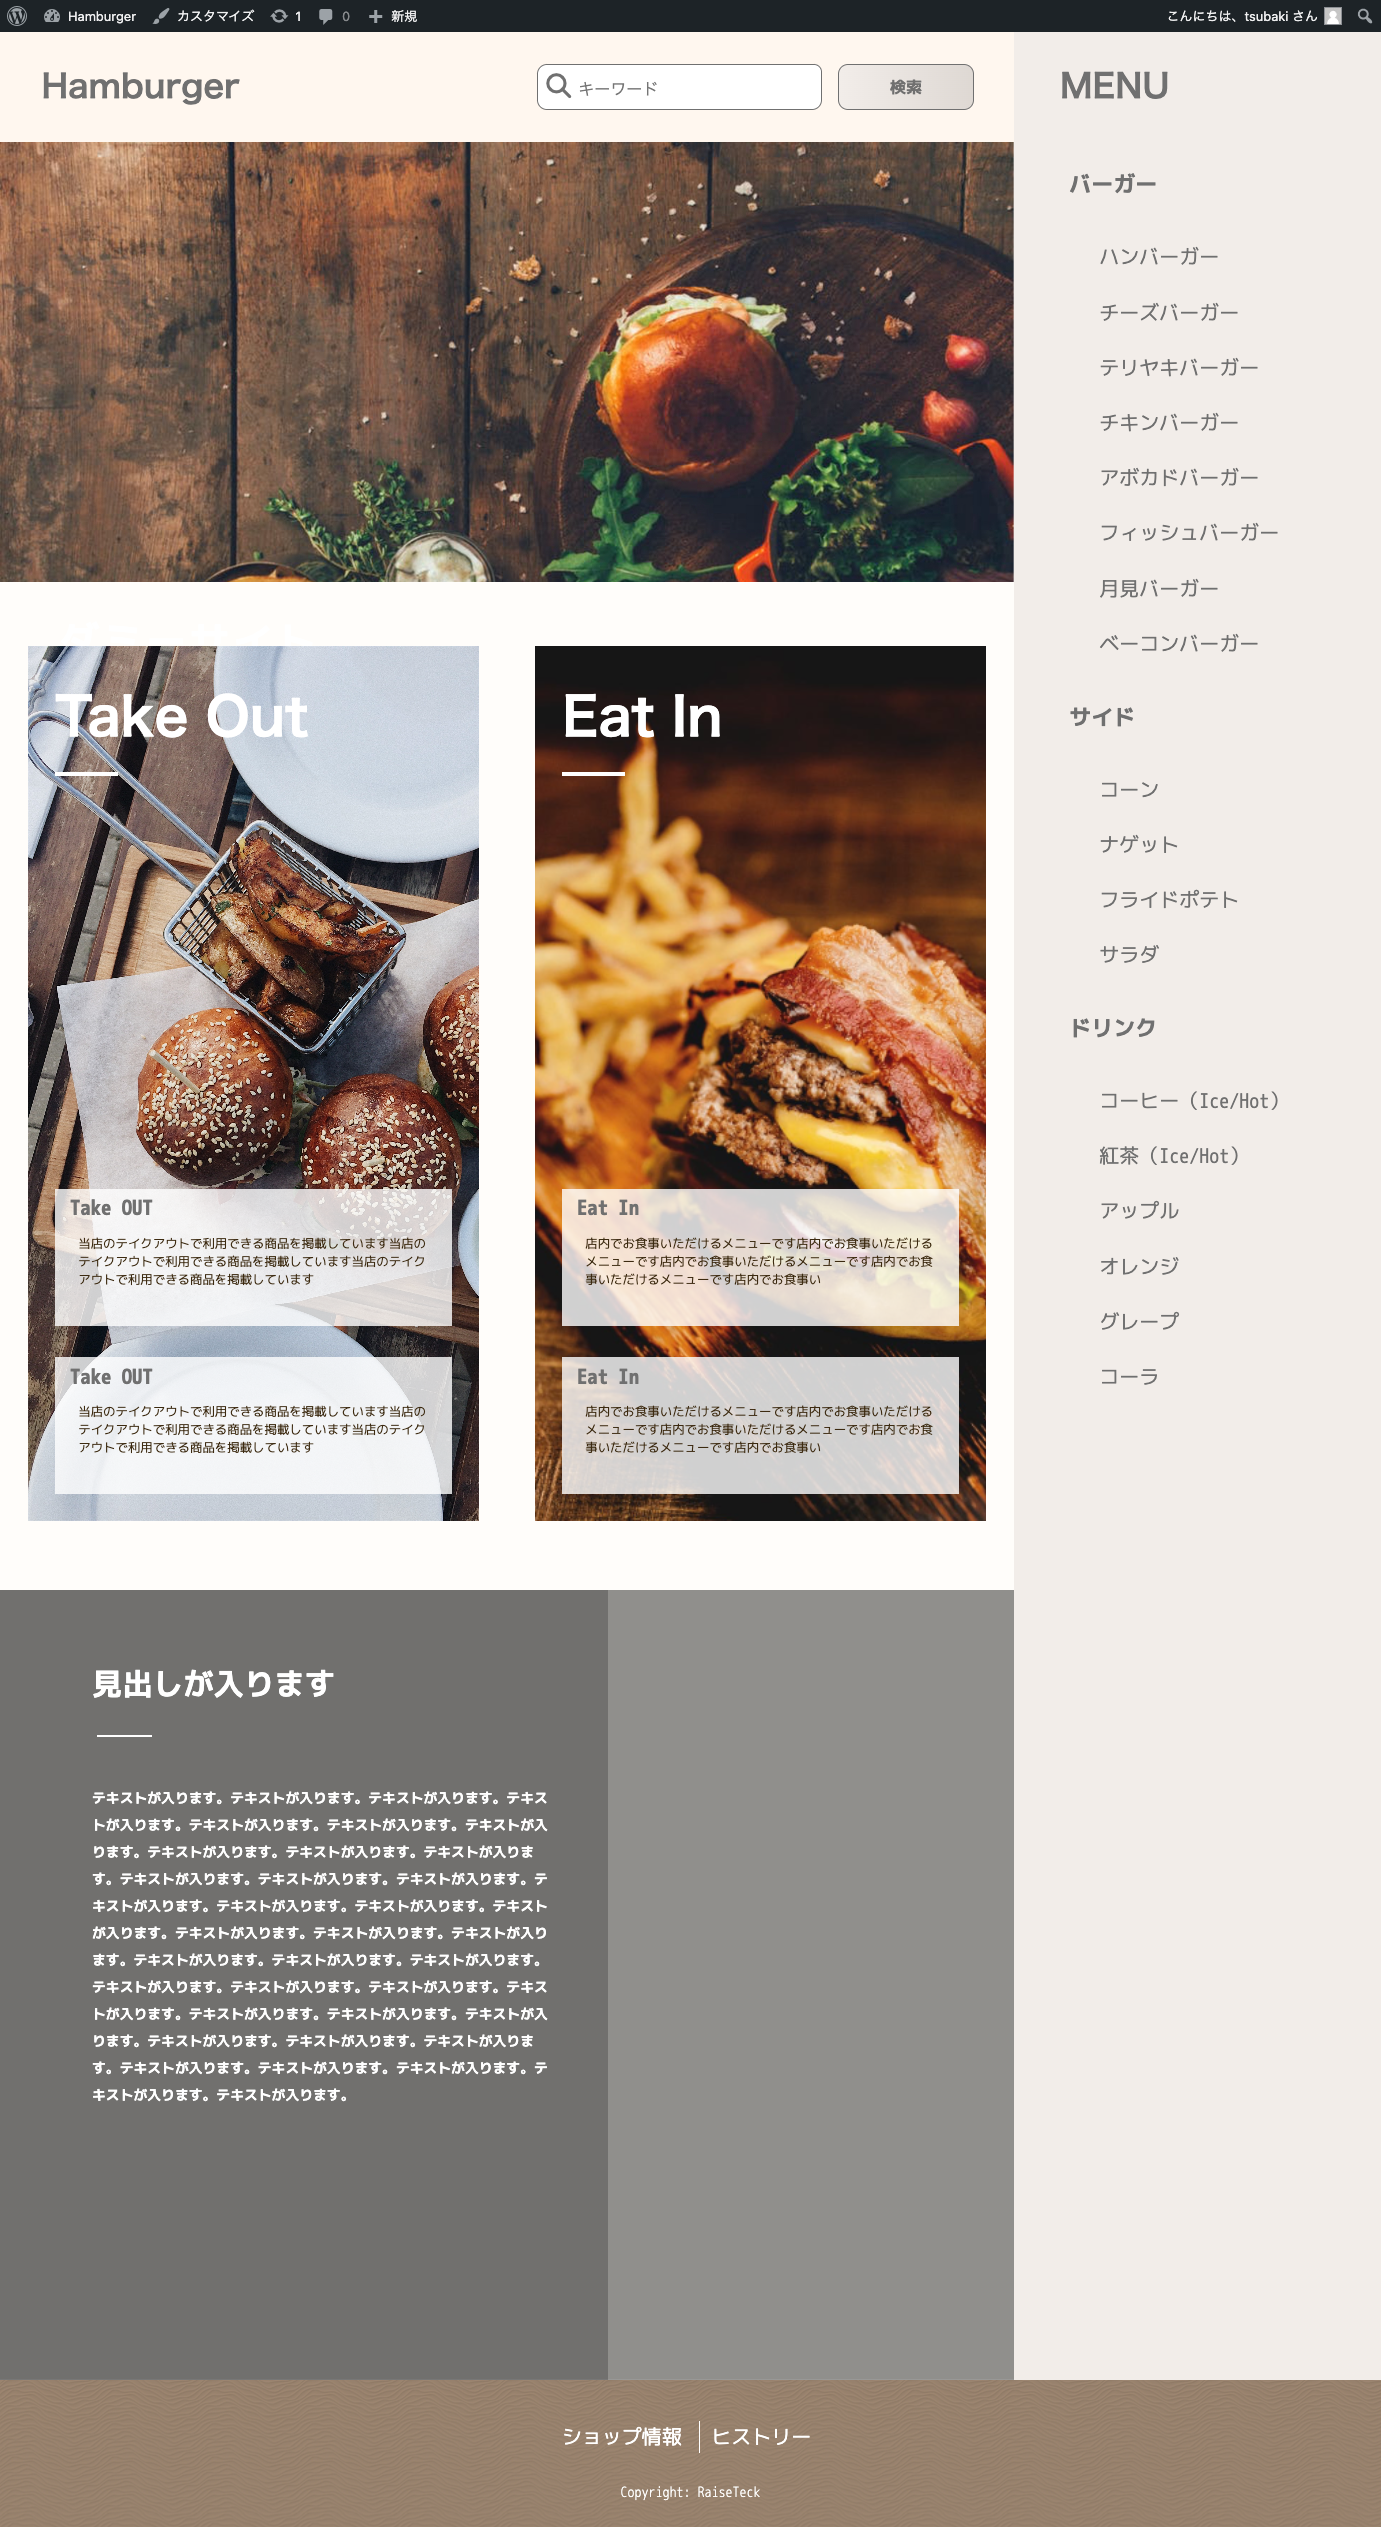 Hamburger
カスタマイズ
1
0
新規
こんにちは、tsubaki さん
Hamburger
キーワード
検索
Take Out
Take OUT
当店のテイクアウトで利用できる商品を掲載しています当店の
テイクアウトで利用できる商品を掲載しています当店のテイク
アウトで利用できる商品を掲載しています
Take OUT
当店のテイクアウトで利用できる商品を掲載しています当店の
テイクアウトで利用できる商品を掲載しています当店のテイク
アウトで利用できる商品を掲載しています
Eat In
Eat In
店内でお食事いただけるメニューです店内でお食事いただける
メニューです店内でお食事いただけるメニューです店内でお食
事いただけるメニューです店内でお食事い
Eat In
店内でお食事いただけるメニューです店内でお食事いただける
メニューです店内でお食事いただけるメニューです店内でお食
事いただけるメニューです店内でお食事い
見出しが入ります
テキストが入ります。テキストが入ります。テキストが入ります。テキス
トが入ります。テキストが入ります。テキストが入ります。テキストが入
ります。テキストが入ります。テキストが入ります。テキストが入りま
す。テキストが入ります。テキストが入ります。テキストが入ります。テ
キストが入ります。テキストが入ります。テキストが入ります。テキスト
が入ります。テキストが入ります。テキストが入ります。テキストが入り
ます。テキストが入ります。テキストが入ります。テキストが入ります。
テキストが入ります。テキストが入ります。テキストが入ります。テキス
トが入ります。テキストが入ります。テキストが入ります。テキストが入
ります。テキストが入ります。テキストが入ります。テキストが入りま
す。テキストが入ります。テキストが入ります。テキストが入ります。テ
キストが入ります。テキストが入ります。
MENU
バーガー
ハンバーガー
チーズバーガー
テリヤキバーガー
チキンバーガー
アボカドバーガー
フィッシュバーガー
月見バーガー
ベーコンバーガー
サイド
コーン
ナゲット
フライドポテト
サラダ
ドリンク
コーヒー（Ice/Hot）
紅茶（Ice/Hot）
アップル
オレンジ
グレープ
コーラ
ショップ情報
ヒストリー
Copyright: RaiseTeck